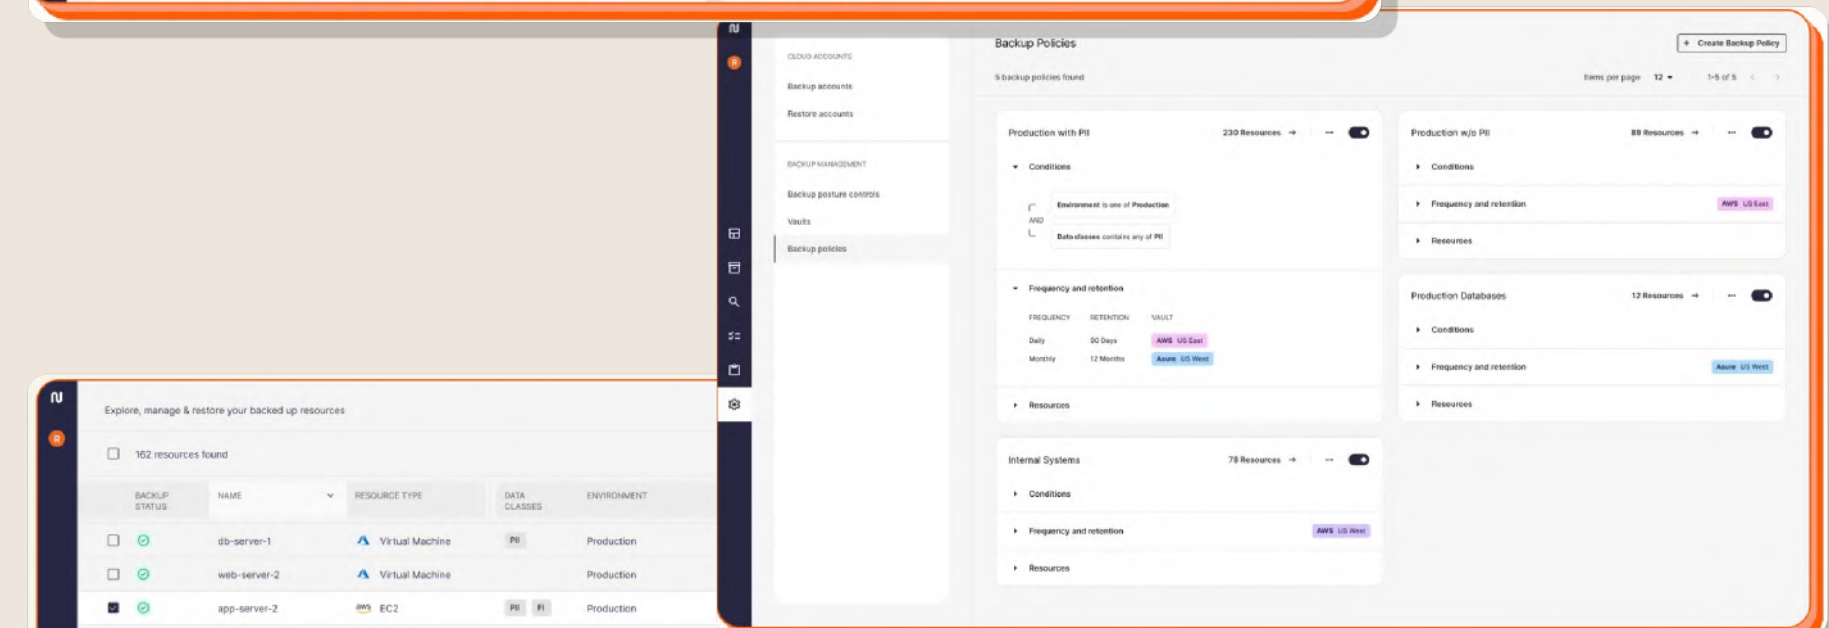 Backup Policies
+ Create Backup Policy
5 backup policies found
Items per page 12
1-5 of 5
CLOUD ACCOUNTS
Backup accounts
Restore accounts
BACKUP MANAGEMENT
Backup posture controls
Vaults
Backup policies
R
Production with PII
230 Resources →
Conditions
Environment is one of Production
AND
Data classes contains any of PII
Frequency and retention
FREQUENCY RETENTION VAULT
Daily 90 Days AWS US East
Monthly 12 Months Azure US West
Resources
Production w/o PII
89 Resources →
Conditions
Frequency and retention AWS US East
Resources
Production Databases
12 Resources →
Conditions
Frequency and retention Azure US West
Resources
Internal Systems
78 Resources →
Conditions
Frequency and retention AWS US West
Resources
R
Explore, manage & restore your backed up resources
162 resources found
BACKUP STATUS NAME RESOURCE TYPE DATA CLASSES ENVIRONMENT
db-server-1 Virtual Machine PII Production
web-server-2 Virtual Machine Production
app-server-2 aws EC2 PII FI Production